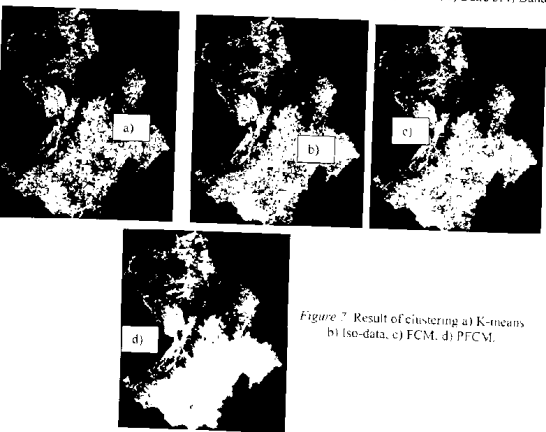 a)
b)
c)
d)
Figure 7 Result of clustering a) K-means
b) Iso-data, c) FCM, d) PFCM.